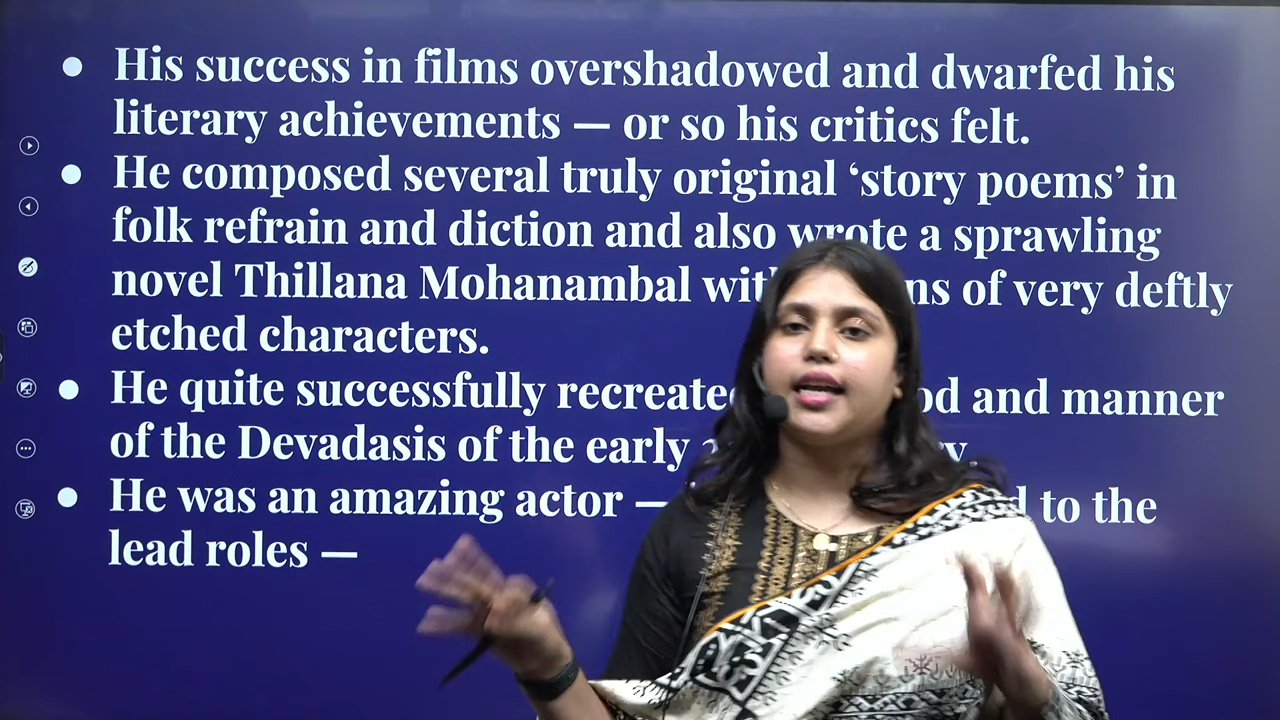 His success in films overshadowed and dwarfed his
literary achievements — or so his critics felt.
He composed several truly original ‘story poems’ in
folk refrain and diction and also wrote a sprawling
novel Thillana Mohanambal of very deftly
etched characters.
He quite successfully and manner
of the Devadasis of the early
He was an amazing actor — to the
lead roles —